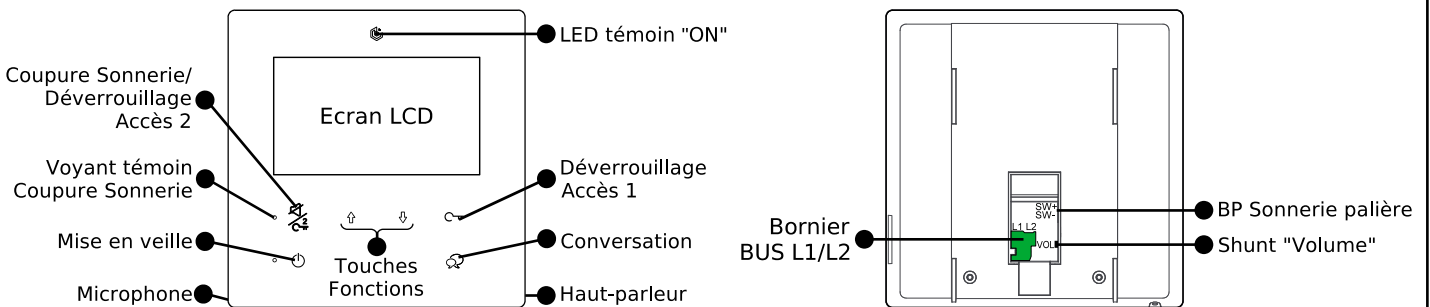 LED témoin "ON"
Coupure Sonnerie/
Déverrouillage
Accès 2
Ecran LCD
Voyant témoin
Coupure Sonnerie
Déverrouillage
Accès 1
2
Mise en veille
Touches
Fonctions
Conversation
Microphone
Haut-parleur
SW+
SW-
BP Sonnerie palière
L1 L2
Bornier
BUS L1/L2
VOL
Shunt "Volume"